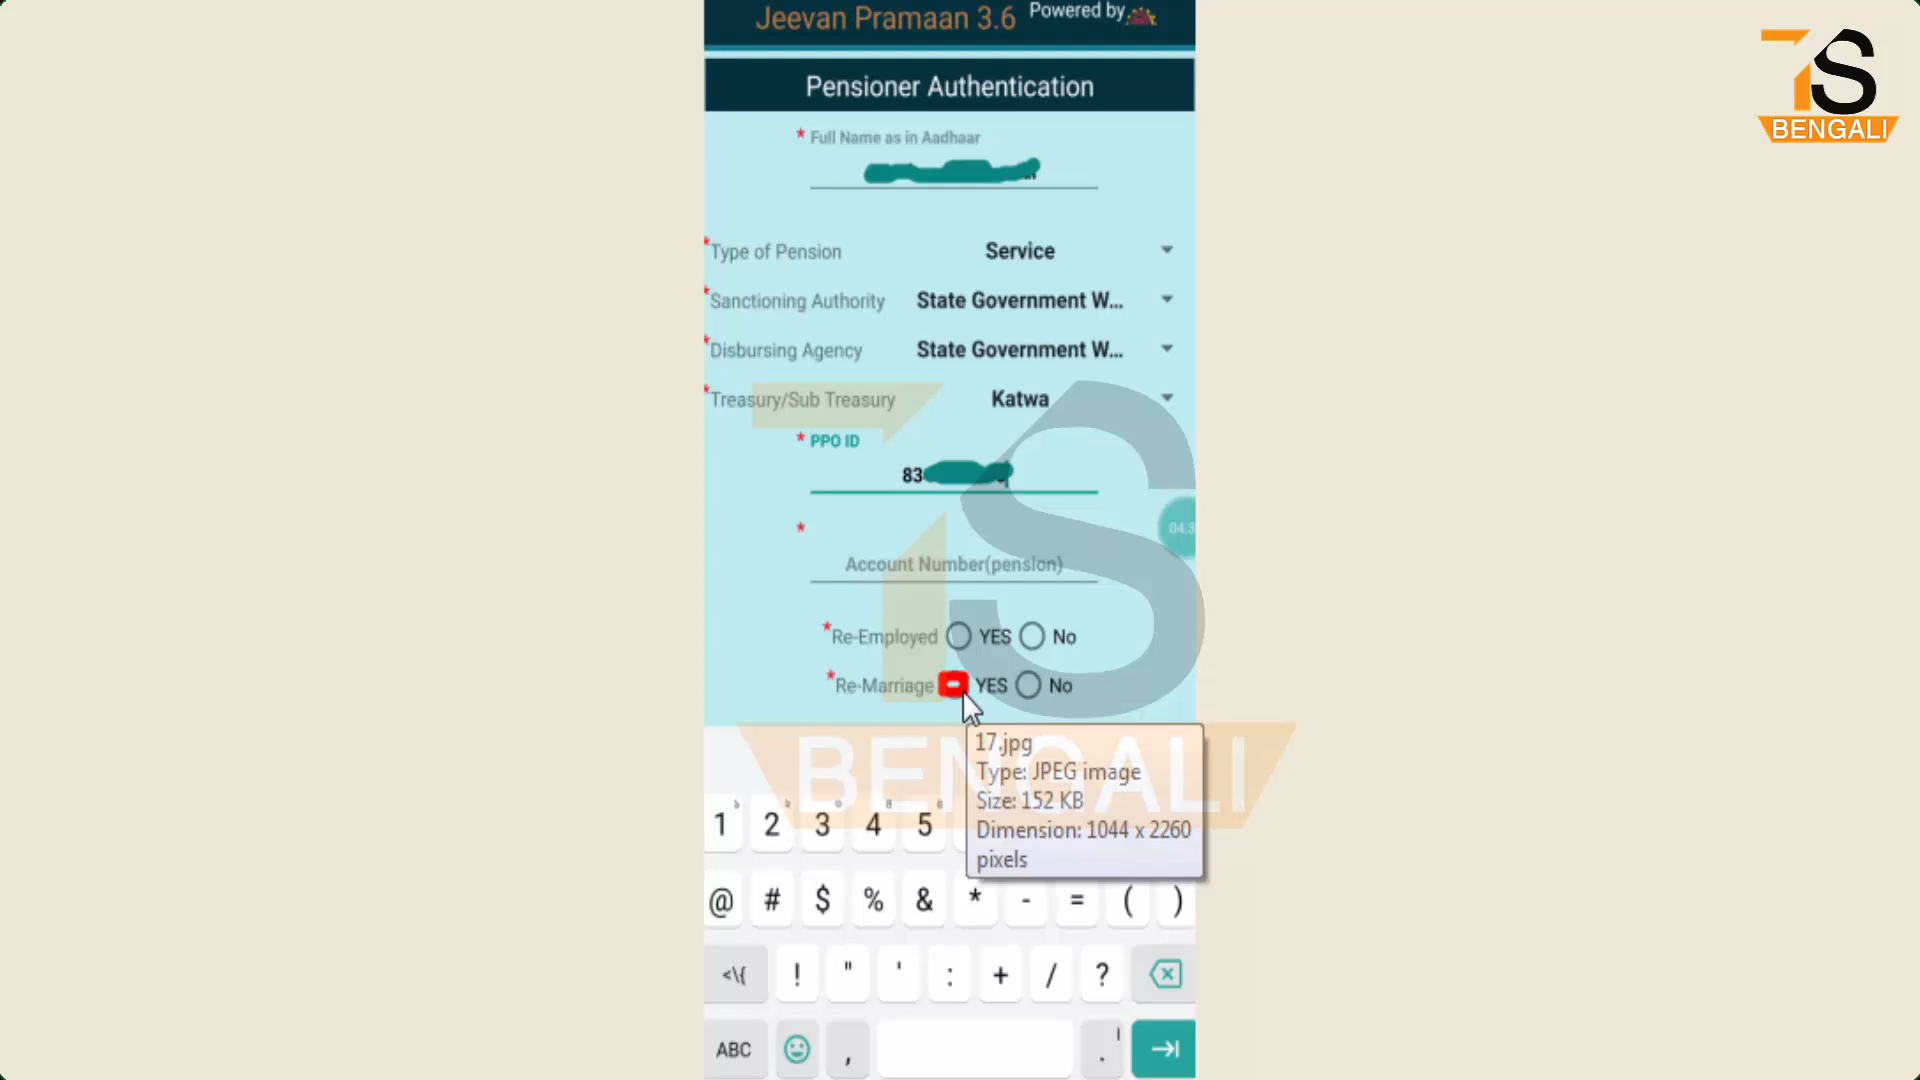 Jeevan Pramaan 3.6 Powered by
S
BENGALI
Pensioner Authentication
* Full Name as in Aadhaar
*Type of Pension Service
*Sanctioning Authority State Government W...
*Disbursing Agency State Government W...
*Treasury/Sub Treasury Katwa
* PPO ID
83
04:3
*
Account Number(pension)
*Re-Employed YES No
*Re-Marriage YES No
BENGALI
17.jpg
Type: JPEG image
Size: 152 KB
Dimension: 1044 x 2260
pixels
1 2 3 4 5
@ # $ % & * - = ( )
<\{ ! " ' : + / ?
ABC , .